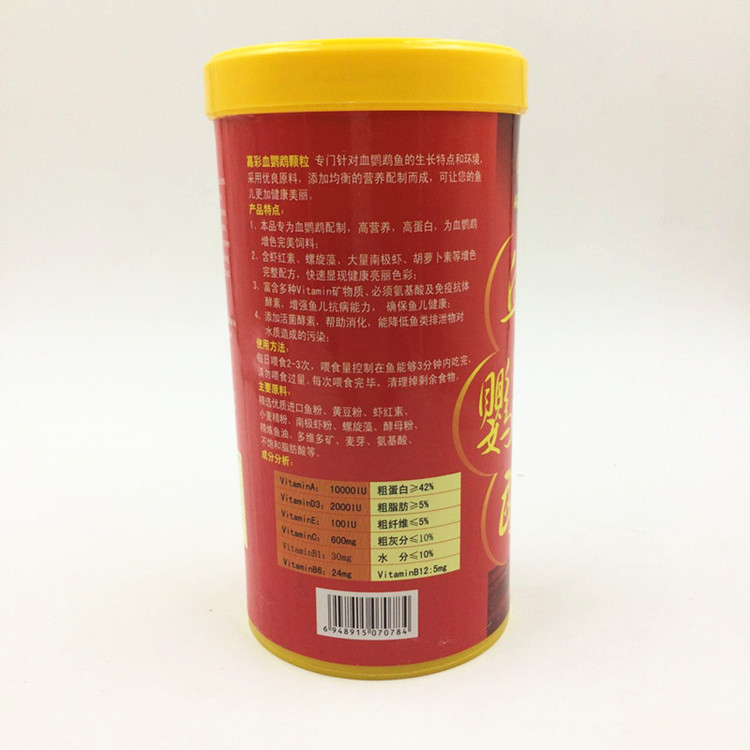 嘉彩血鹦鹉颗粒 专门针对血鹦鹉鱼的生长特点和环境,
采用优良原料，添加均衡的营养配制而成，可让您的鱼
儿更加健康美丽。
产品特点:
1、本品专为血鹦鹉配制，高营养，高蛋白，为血鹦鹉
增色完美饲料;
2、含虾红素、螺旋藻、大量南极虾、胡萝卜素等增色
完整配方，快速显现健康亮丽色彩;
3、富含多种Vitamin矿物质、必须氨基酸及免疫抗体
酵素，增强鱼儿抗病能力， 确保鱼儿健康;
4、添加活菌酵素，帮助消化，能降低鱼类排泄物对
水质造成的污染;
使用方法:
每日喂食2-3次，喂食量控制在鱼能够3分钟内吃完,
请勿喂食过量，每次喂食完毕，清理掉剩余食物。
主要原料:
精选优质进口鱼粉、黄豆粉、虾红素、
小麦精粉、南极虾粉、螺旋藻、酵母粉、
精炼鱼油、多维多矿、麦芽、氨基酸、
不饱和脂肪酸等。
成分分析:
VitaminA: 10000IU 粗蛋白≥42%
VitaminD3: 2000IU 粗脂肪≥5%
VitaminE: 100IU 粗纤维≤5%
VitaminC: 600mg 粗灰分≤10%
VitaminB1: 30mg 水 分≤10%
VitaminB6: 24mg VitaminB12:5mg
6 948915 070784
鹦